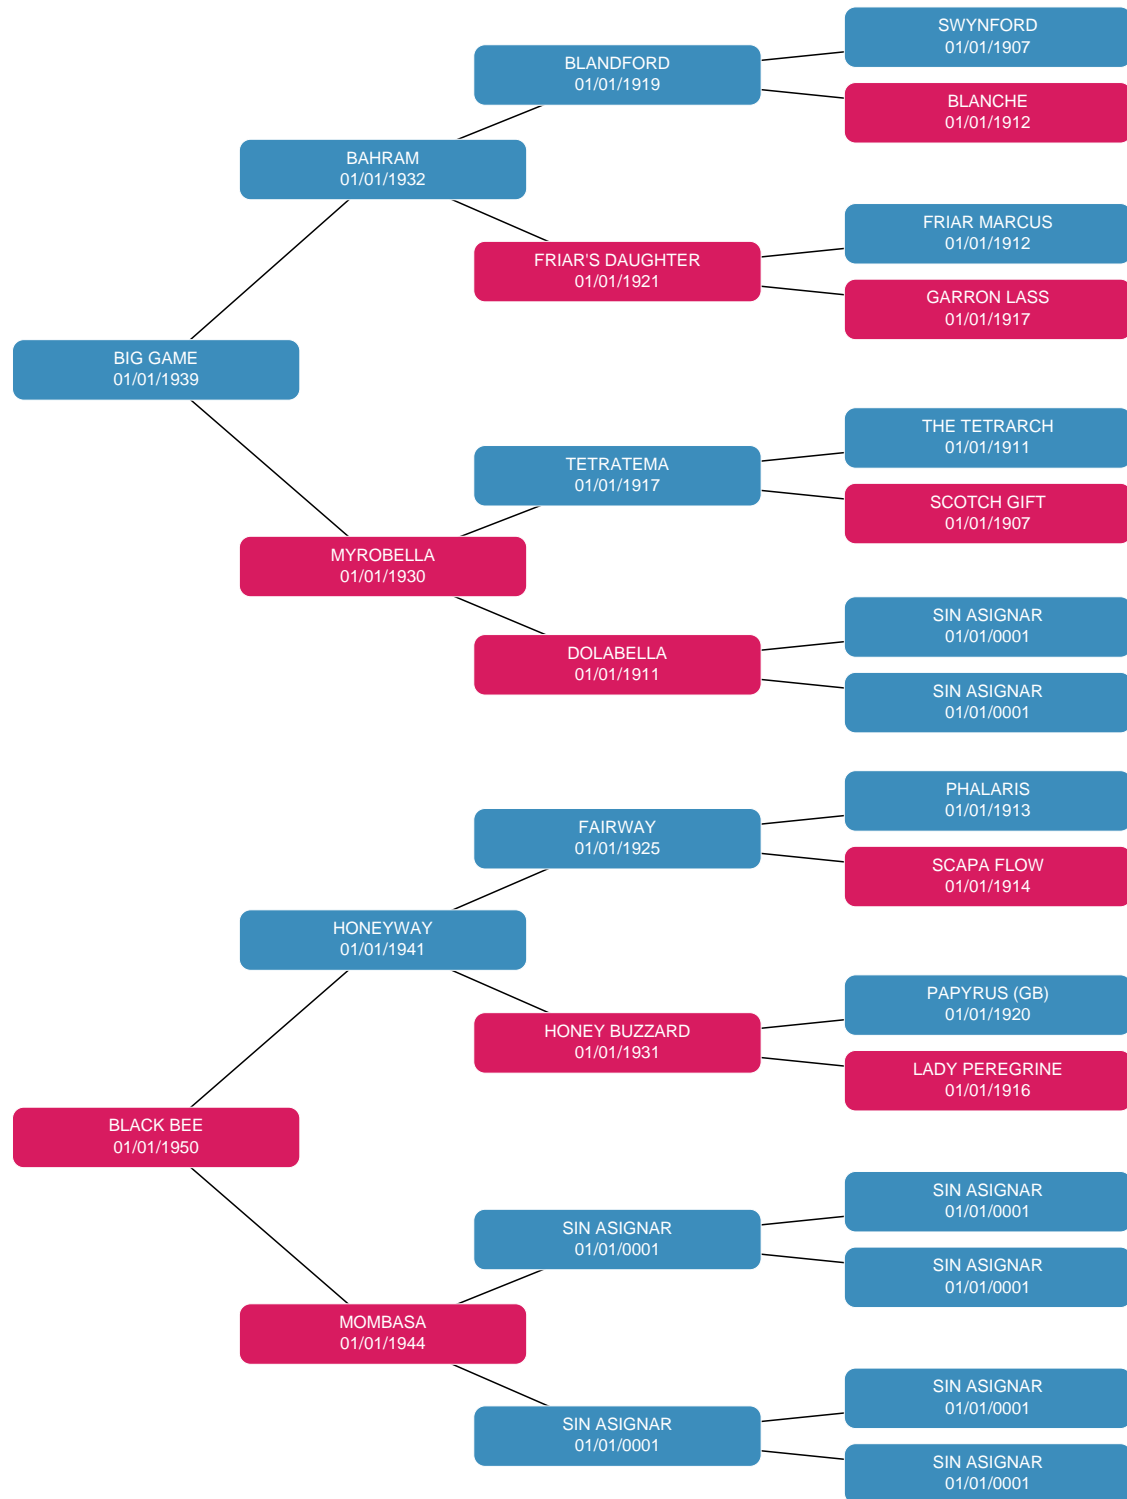 SWYNFORD
01/01/1907
BLANDFORD
01/01/1919
BLANCHE
01/01/1912
BAHRAM
01/01/1932
FRIAR MARCUS
01/01/1912
FRIAR'S DAUGHTER
01/01/1921
GARRON LASS
01/01/1917
BIG GAME
01/01/1939
THE TETRARCH
01/01/1911
TETRATEMA
01/01/1917
SCOTCH GIFT
01/01/1907
MYROBELLA
01/01/1930
SIN ASIGNAR
01/01/0001
DOLABELLA
01/01/1911
SIN ASIGNAR
01/01/0001
PHALARIS
01/01/1913
FAIRWAY
01/01/1925
SCAPA FLOW
01/01/1914
HONEYWAY
01/01/1941
PAPYRUS (GB)
01/01/1920
HONEY BUZZARD
01/01/1931
LADY PEREGRINE
01/01/1916
BLACK BEE
01/01/1950
SIN ASIGNAR
01/01/0001
SIN ASIGNAR
01/01/0001
SIN ASIGNAR
01/01/0001
MOMBASA
01/01/1944
SIN ASIGNAR
01/01/0001
SIN ASIGNAR
01/01/0001
SIN ASIGNAR
01/01/0001